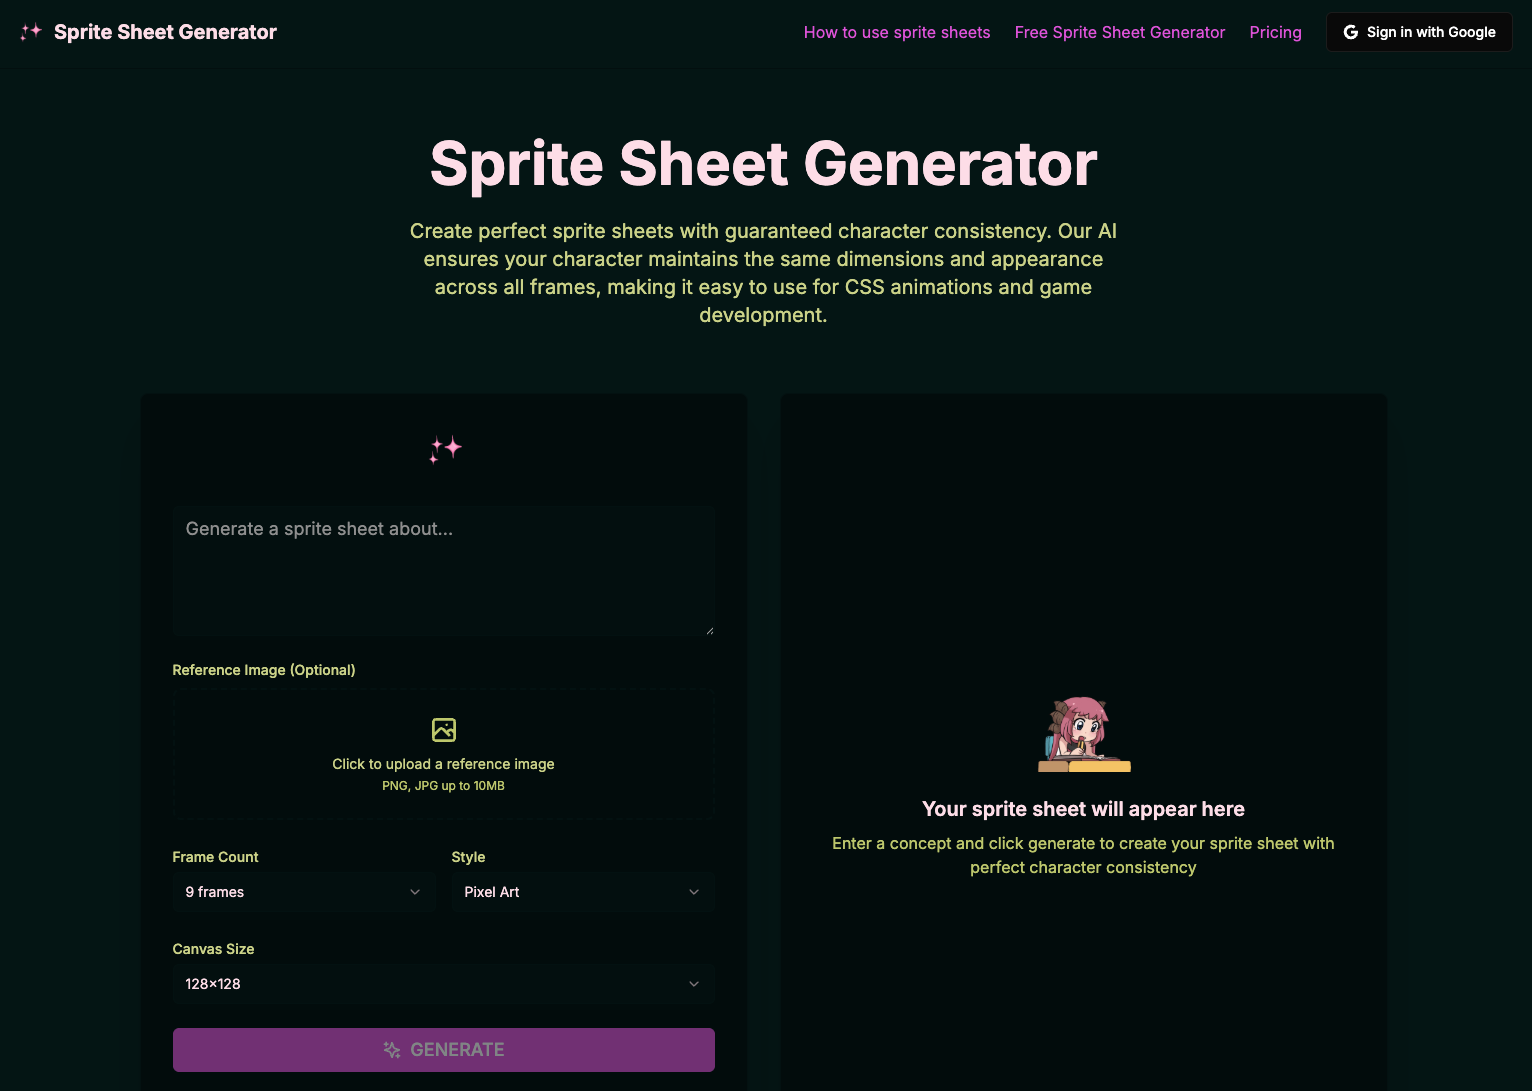 Sprite Sheet Generator
How to use sprite sheets
Free Sprite Sheet Generator
Pricing
Sign in with Google
Sprite Sheet Generator
Create perfect sprite sheets with guaranteed character consistency. Our AI
ensures your character maintains the same dimensions and appearance
across all frames, making it easy to use for CSS animations and game
development.
Generate a sprite sheet about...
Reference Image (Optional)
Click to upload a reference image
PNG, JPG up to 10MB
Frame Count
Style
9 frames
Pixel Art
Canvas Size
128×128
GENERATE
Your sprite sheet will appear here
Enter a concept and click generate to create your sprite sheet with
perfect character consistency